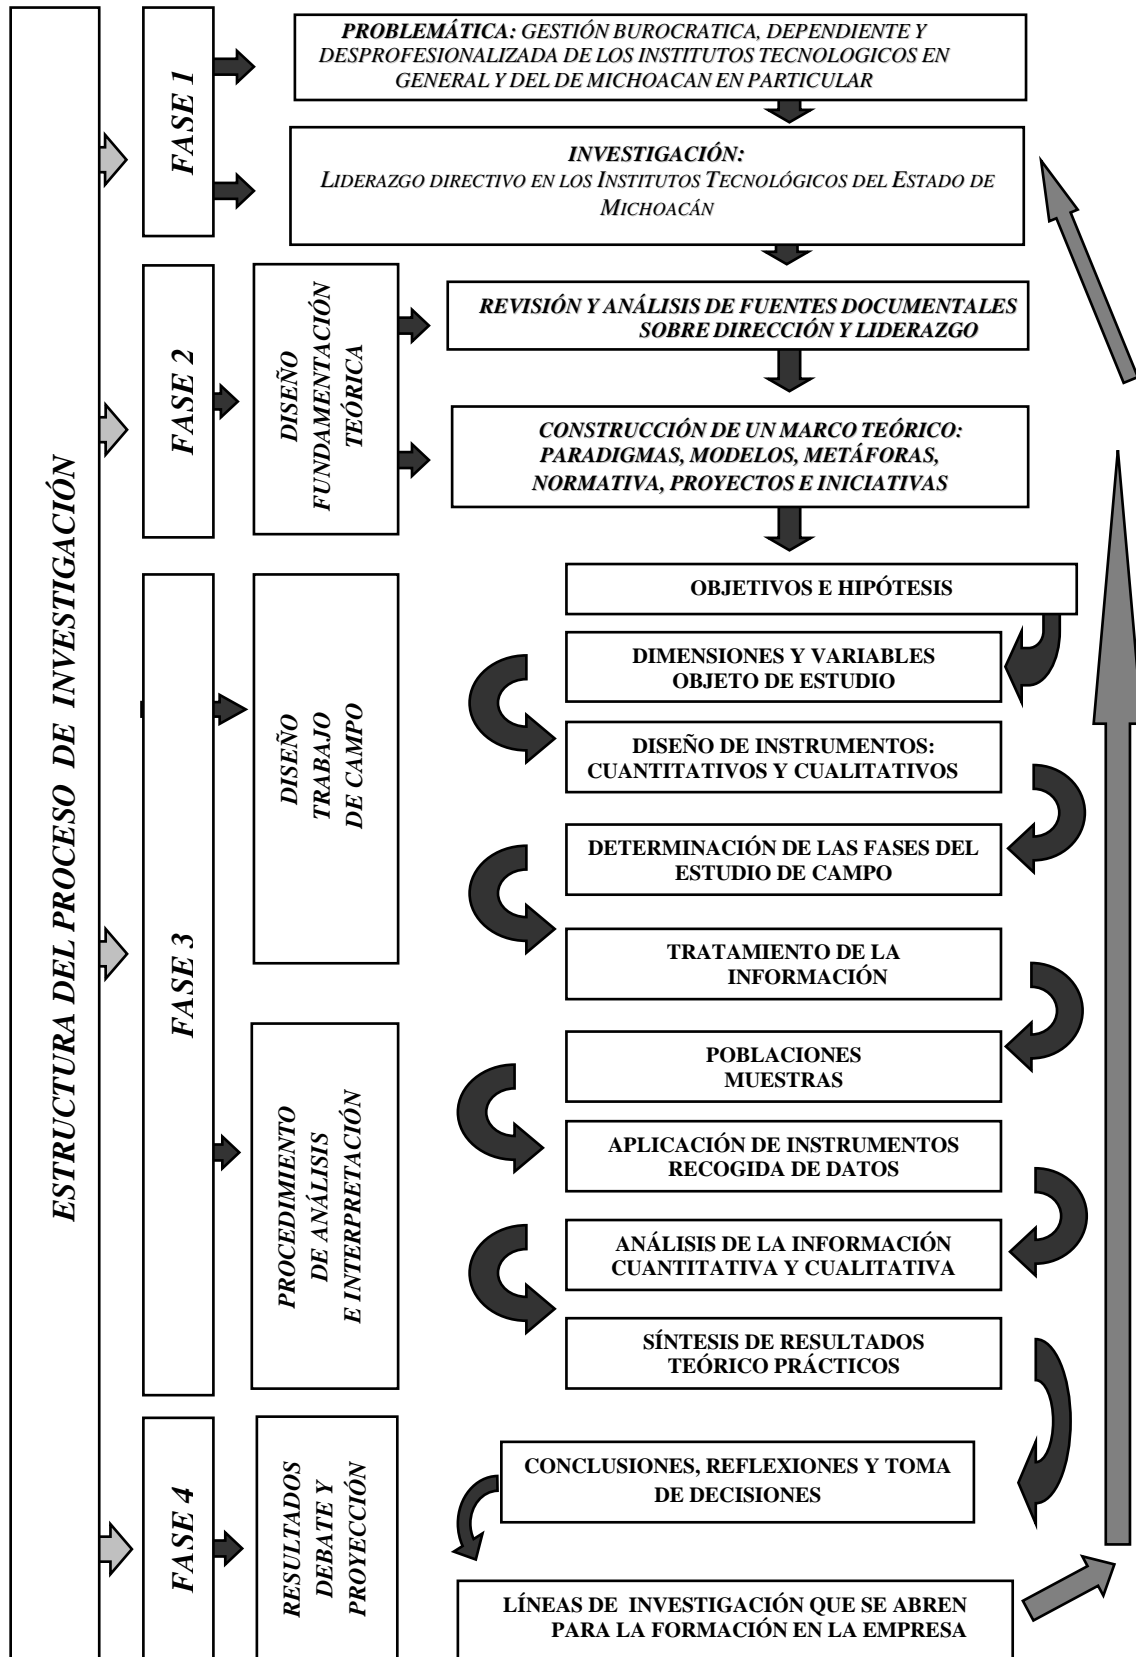 ESTRUCTURA DEL PROCESO DE INVESTIGACIÓN
FASE 1
PROBLEMÁTICA: GESTIÓN BUROCRATICA, DEPENDIENTE Y
DESPROFESIONALIZADA DE LOS INSTITUTOS TECNOLOGICOS EN
GENERAL Y DEL DE MICHOACAN EN PARTICULAR
INVESTIGACIÓN:
LIDERAZGO DIRECTIVO EN LOS INSTITUTOS TECNOLÓGICOS DEL ESTADO DE
MICHOACÁN
FASE 2
DISEÑO
FUNDAMENTACIÓN
TEÓRICA
REVISIÓN Y ANÁLISIS DE FUENTES DOCUMENTALES
SOBRE DIRECCIÓN Y LIDERAZGO
CONSTRUCCIÓN DE UN MARCO TEÓRICO:
PARADIGMAS, MODELOS, METÁFORAS,
NORMATIVA, PROYECTOS E INICIATIVAS
FASE 3
DISEÑO
TRABAJO
DE CAMPO
OBJETIVOS E HIPÓTESIS
DIMENSIONES Y VARIABLES
OBJETO DE ESTUDIO
DISEÑO DE INSTRUMENTOS:
CUANTITATIVOS Y CUALITATIVOS
DETERMINACIÓN DE LAS FASES DEL
ESTUDIO DE CAMPO
TRATAMIENTO DE LA
INFORMACIÓN
PROCEDIMIENTO
DE ANÁLISIS
E INTERPRETACIÓN
POBLACIONES
MUESTRAS
APLICACIÓN DE INSTRUMENTOS
RECOGIDA DE DATOS
ANÁLISIS DE LA INFORMACIÓN
CUANTITATIVA Y CUALITATIVA
SÍNTESIS DE RESULTADOS
TEÓRICO PRÁCTICOS
FASE 4
RESULTADOS
DEBATE Y
PROYECCIÓN
CONCLUSIONES, REFLEXIONES Y TOMA
DE DECISIONES
LÍNEAS DE INVESTIGACIÓN QUE SE ABREN
PARA LA FORMACIÓN EN LA EMPRESA